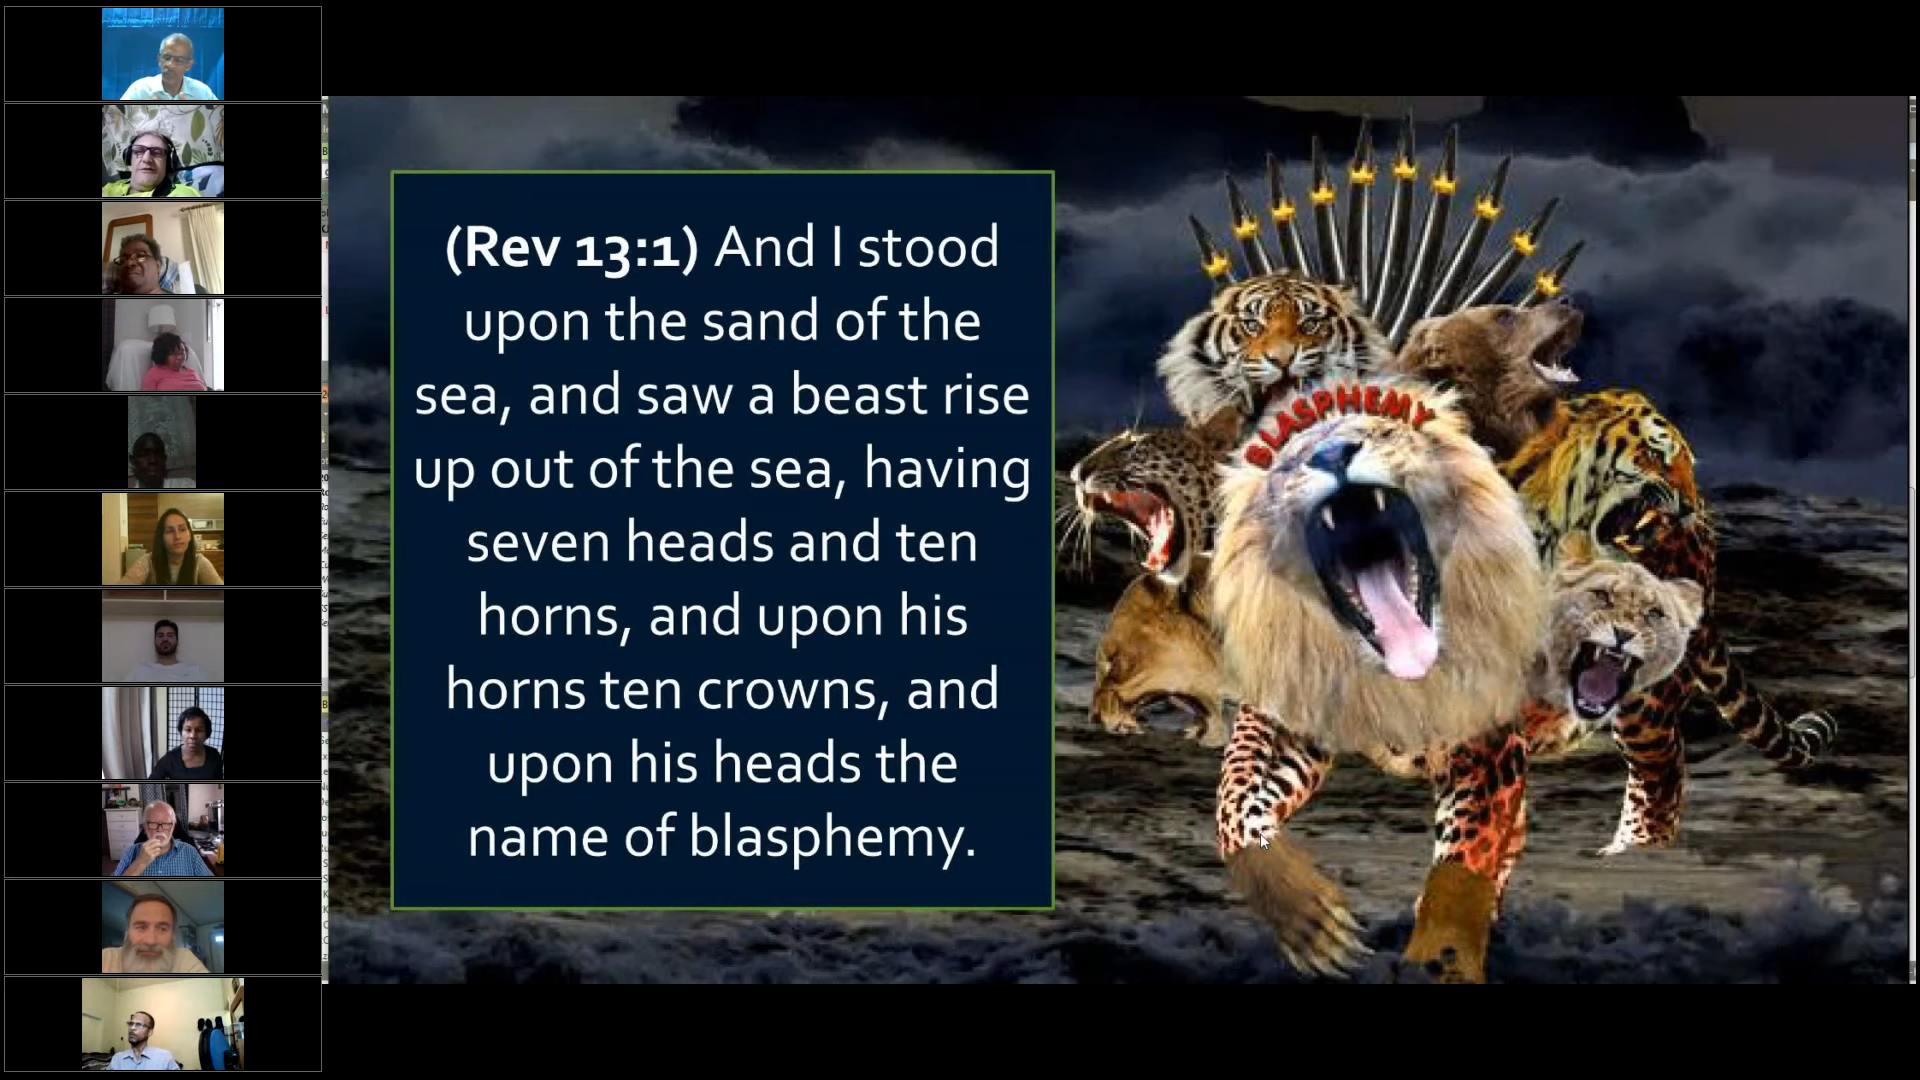 (Rev 13:1) And I stood
upon the sand of the
sea, and saw a beast rise
up out of the sea, having
seven heads and ten
horns, and upon his
horns ten crowns, and
upon his heads the
name of blasphemy.
BLASPHEMY